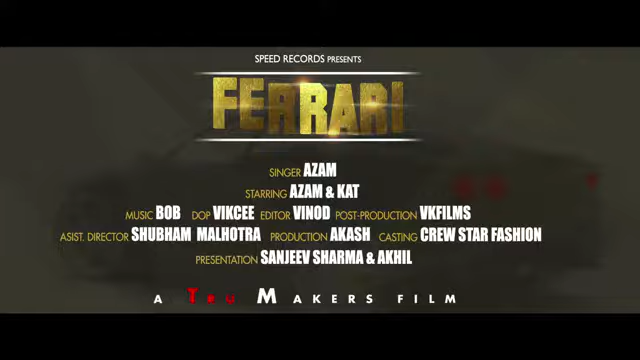 SPEED RECORDS PRESENTS
FERRARI
SINGER AZAM
STARRING AZAM & KAT
MUSIC BOB DOP VIKCEE EDITOR VINOD POST-PRODUCTION VKFILMS
ASIST. DIRECTOR SHUBHAM MALHOTRA PRODUCTION AKASH CASTING CREW STAR FASHION
PRESENTATION SANJEEV SHARMA & AKHIL
A MAKERS FILM